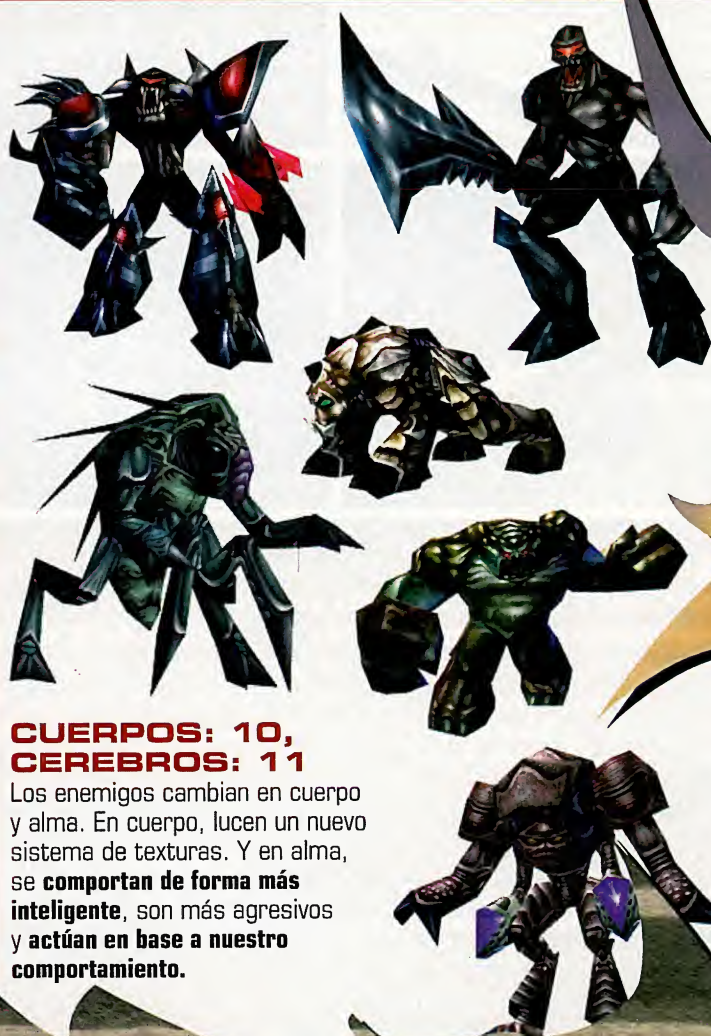 CUERPOS: 10,
CEREBROS: 11
Los enemigos cambian en cuerpo
y alma. En cuerpo, lucen un nuevo
sistema de texturas. Y en alma,
se comportan de forma más
inteligente, son más agresivos
y actúan en base a nuestro
comportamiento.